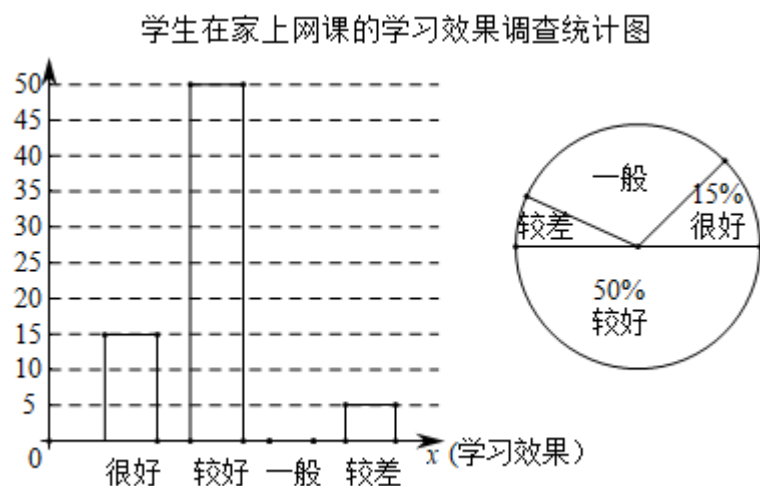 学生在家上网课的学习效果调查统计图
50
45
40
35
30
25
20
15
10
5
0
很好 较好 一般 较差 x (学习效果）
一般
15%
很好
较差
50%
较好